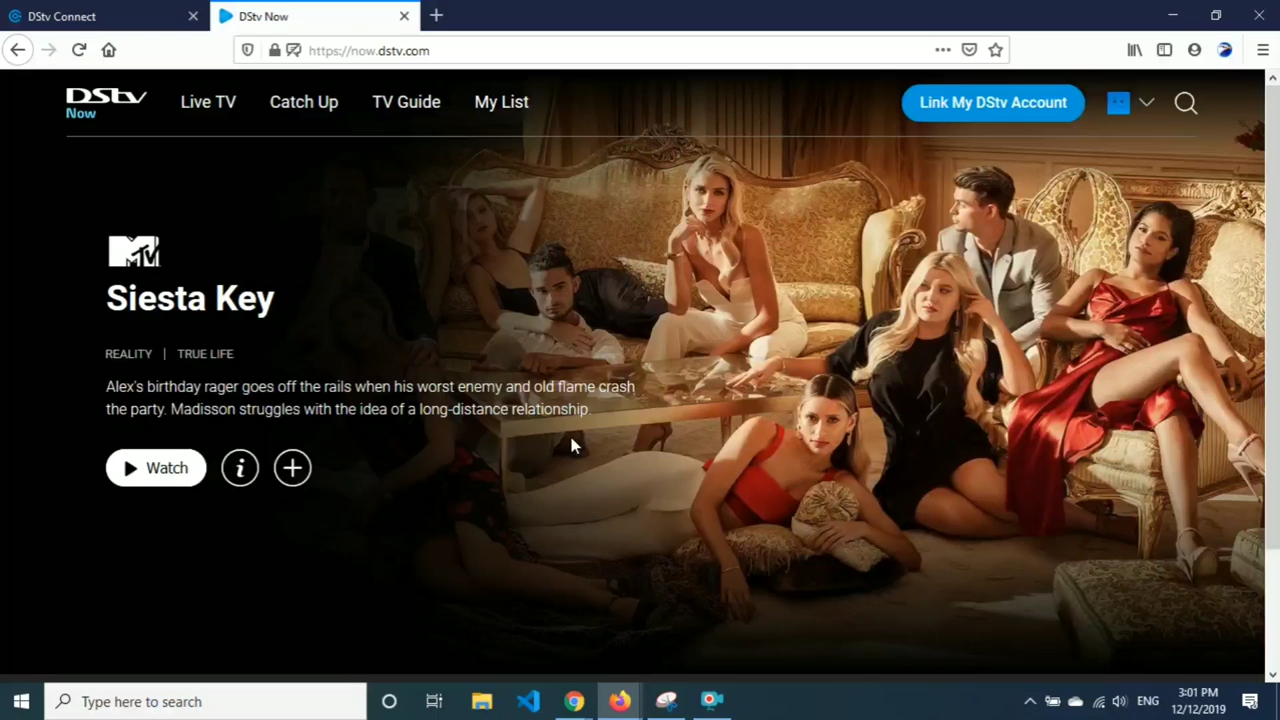 DStv Connect
DStv Now
https://now.dstv.com
DStv
Now
Live TV
Catch Up
TV Guide
My List
Link My DStv Account
MTV
Siesta Key
REALITY | TRUE LIFE
Alex's birthday rager goes off the rails when his worst enemy and old flame crash
the party. Madisson struggles with the idea of a long-distance relationship.
Watch
Type here to search
ENG
3:01 PM
12/12/2019